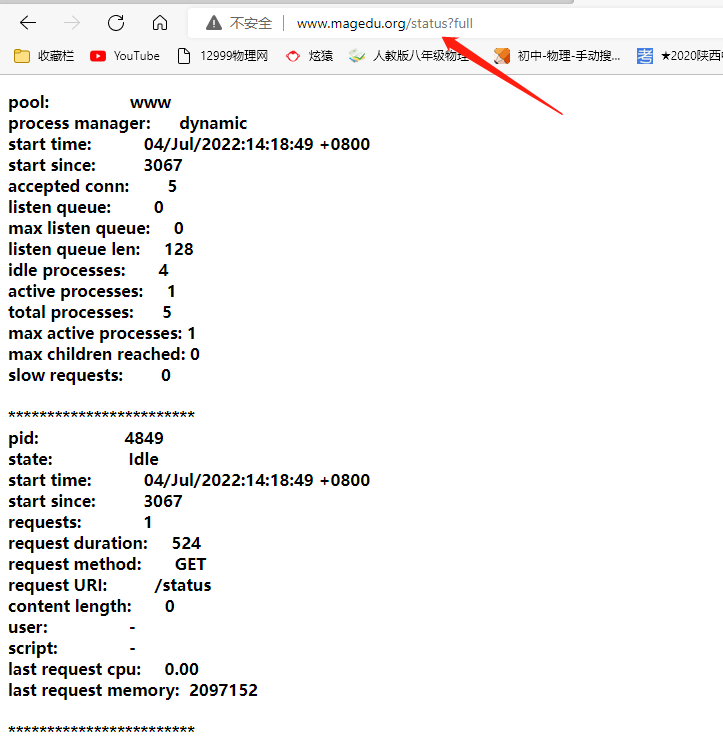 不安全 | www.magedu.org/status?full
收藏栏 YouTube 12999物理网 炫猿 人教版八年级物理 初中-物理-手动搜... 考 ★2020陕西
pool: www
process manager: dynamic
start time: 04/Jul/2022:14:18:49 +0800
start since: 3067
accepted conn: 5
listen queue: 0
max listen queue: 0
listen queue len: 128
idle processes: 4
active processes: 1
total processes: 5
max active processes: 1
max children reached: 0
slow requests: 0
************************
pid: 4849
state: Idle
start time: 04/Jul/2022:14:18:49 +0800
start since: 3067
requests: 1
request duration: 524
request method: GET
request URI: /status
content length: 0
user: -
script: -
last request cpu: 0.00
last request memory: 2097152
************************